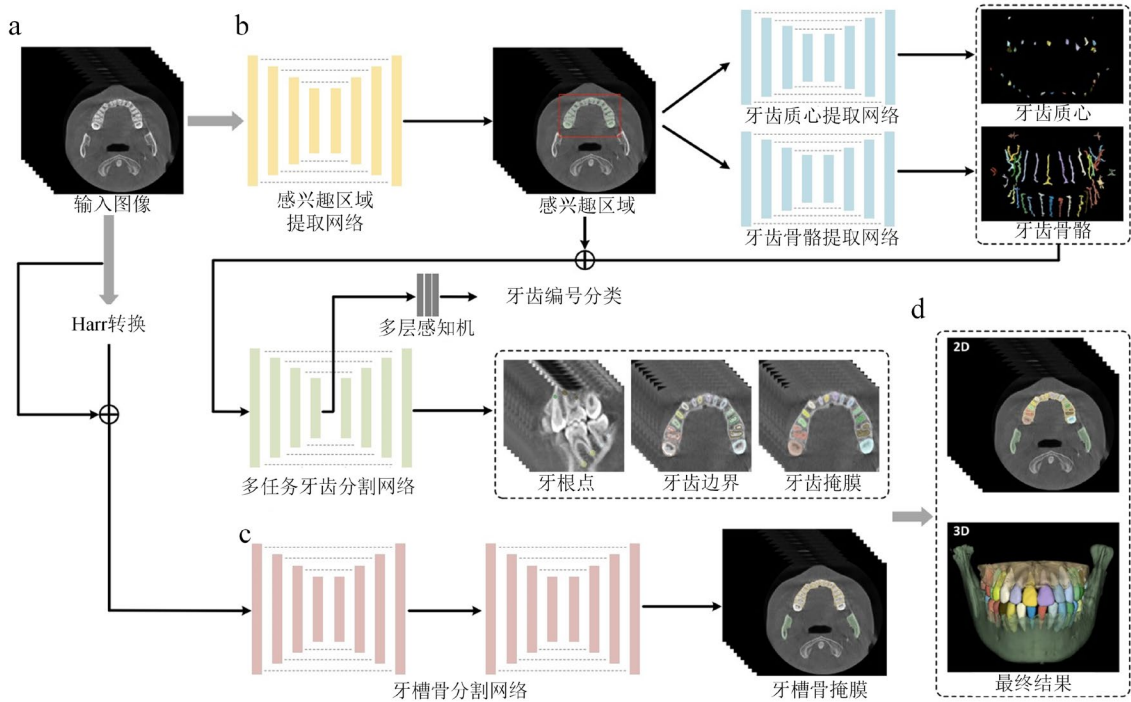 a
b
输入图像
感兴趣区域
提取网络
感兴趣区域
牙齿质心提取网络
牙齿骨骼提取网络
牙齿质心
牙齿骨骼
Harr转换
多层感知机
牙齿编号分类
多任务牙齿分割网络
牙根点
牙齿边界
牙齿掩膜
c
牙槽骨分割网络
牙槽骨掩膜
d
2D
3D
最终结果